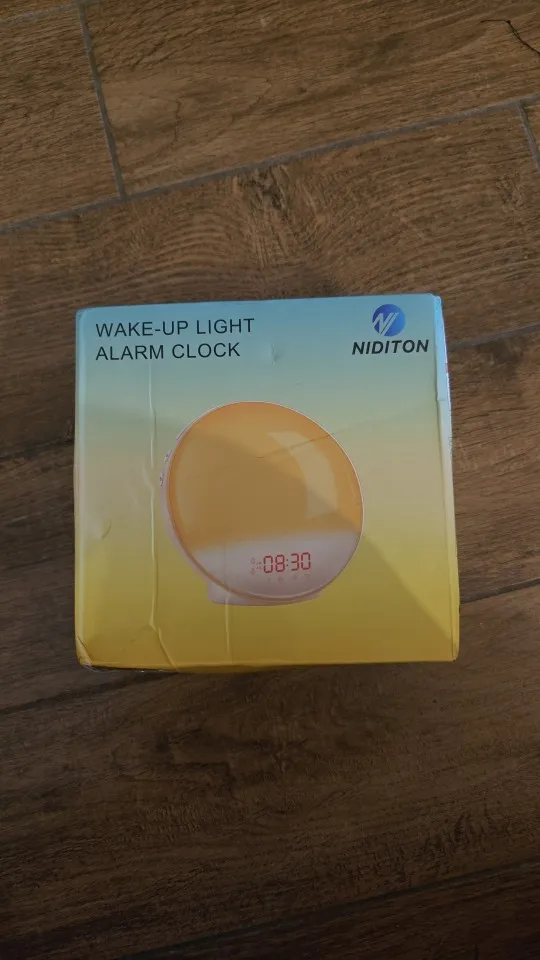 WAKE-UP LIGHT
ALARM CLOCK
NIDITON
08:30